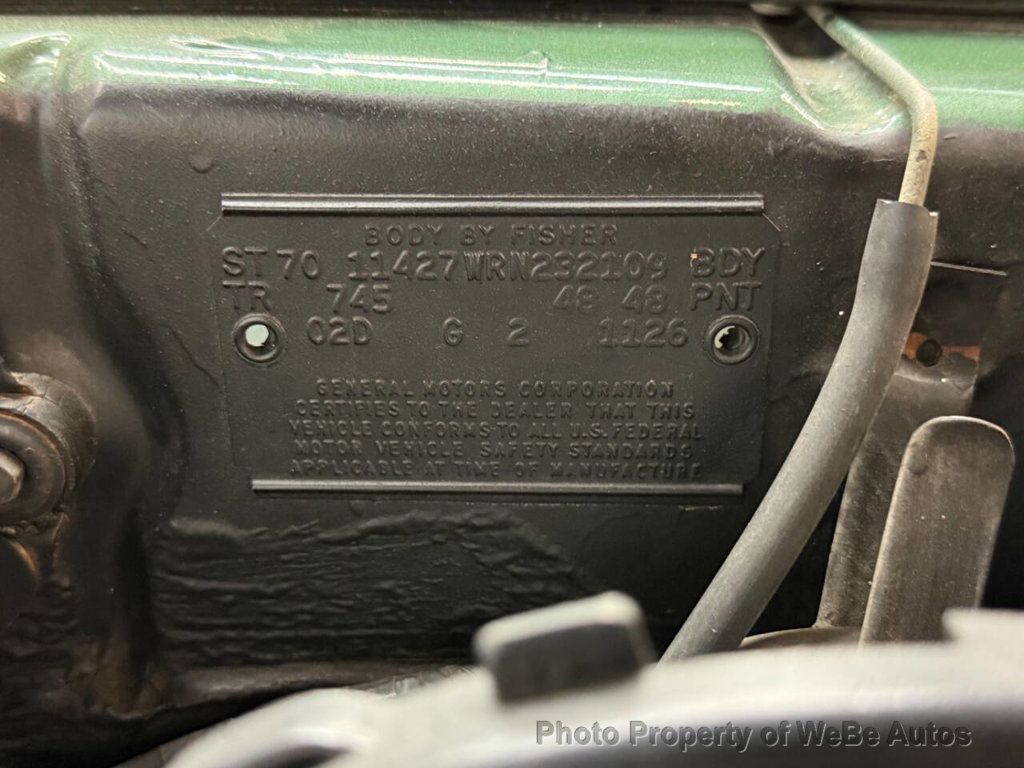 BODY BY FISHER
ST 70 11427 WRN232109 BDY
TR 745 48 48 PNT
02D G 2 1126
GENERAL MOTORS CORPORATION
CERTIFIES TO THE DEALER THAT THIS
VEHICLE CONFORMS TO ALL U.S. FEDERAL
MOTOR VEHICLE SAFETY STANDARDS
APPLICABLE AT TIME OF MANUFACTURE
Photo Property of WeBe Autos